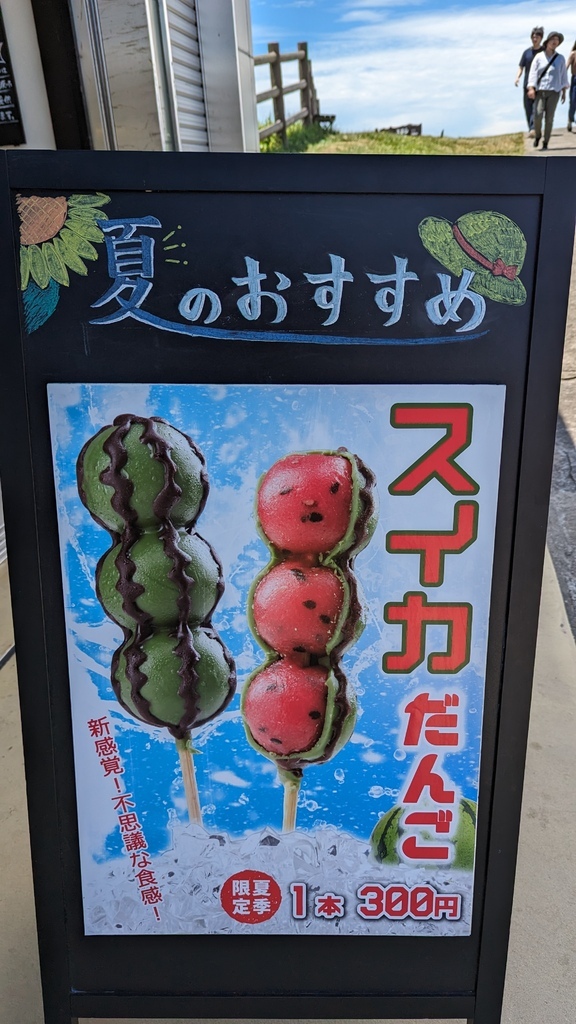 夏のおすすめ
スイカ
だんご
新感覚！不思議な食感！
夏季
限定
1本 300円